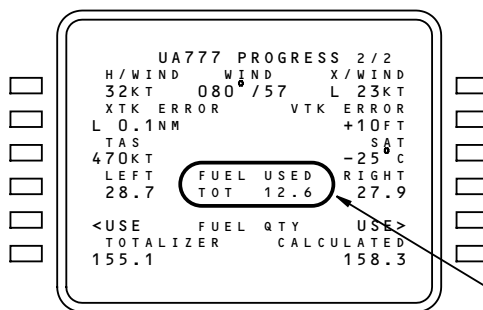 UA777 PROGRESS 2/2
H/WIND WIND X/WIND
32KT 080°/57 L 23KT
XTK ERROR VTK ERROR
L 0.1NM +10FT
TAS SAT
470KT -25°C
LEFT FUEL USED RIGHT
28.7 TOT 12.6 27.9
<USE FUEL QTY USE>
TOTALIZER CALCULATED
155.1 158.3